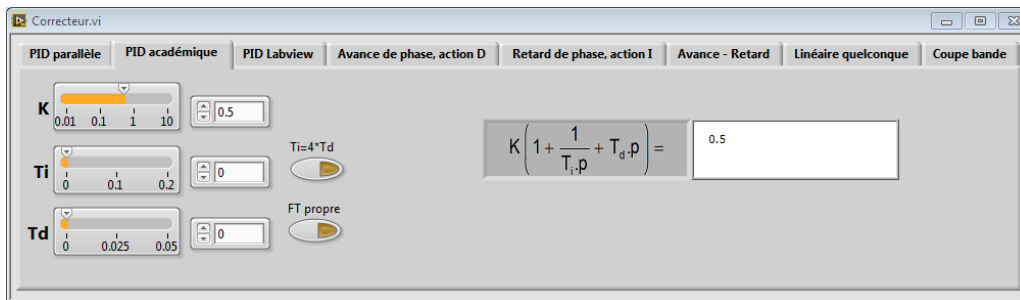 Correcteur.vi
PID parallèle PID académique PID Labview Avance de phase, action D Retard de phase, action I Avance - Retard Linéaire quelconque Coupe bande
K
0.01 0.1 1 10
0.5
Ti=4*Td
Ti
0 0.1 0.2
0
FT propre
Td
0 0.025 0.05
0
K(1 + 1/(Ti.p) + Td.p) =
0.5